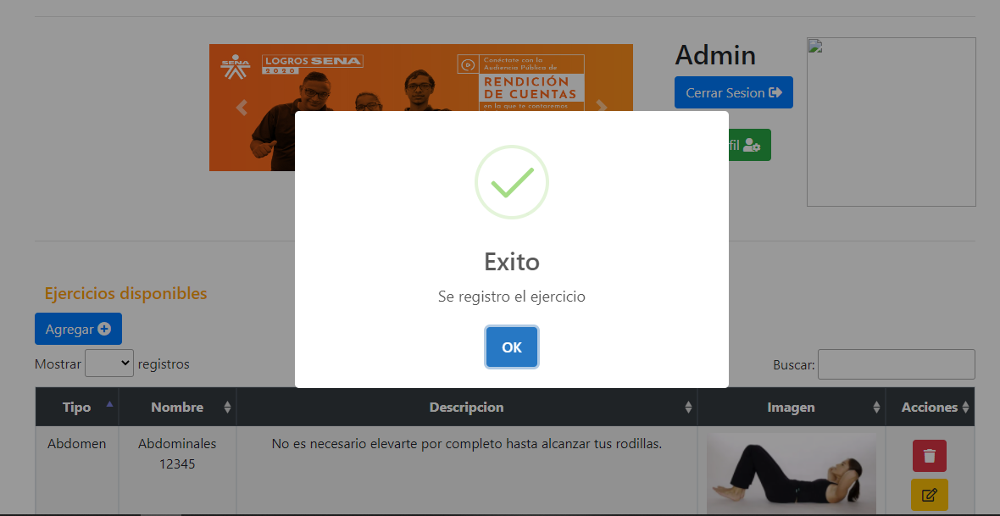 SENA
LOGROS SENA
2020
Conéctate con la
Audiencia Pública de
RENDICIÓN
DE CUENTAS
en la que te contaremos
Admin
Cerrar Sesion
fil
Exito
Se registro el ejercicio
OK
Ejercicios disponibles
Agregar
Mostrar registros
Buscar:
Tipo Nombre Descripcion Imagen Acciones
Abdomen Abdominales No es necesario elevarte por completo hasta alcanzar tus rodillas.
12345